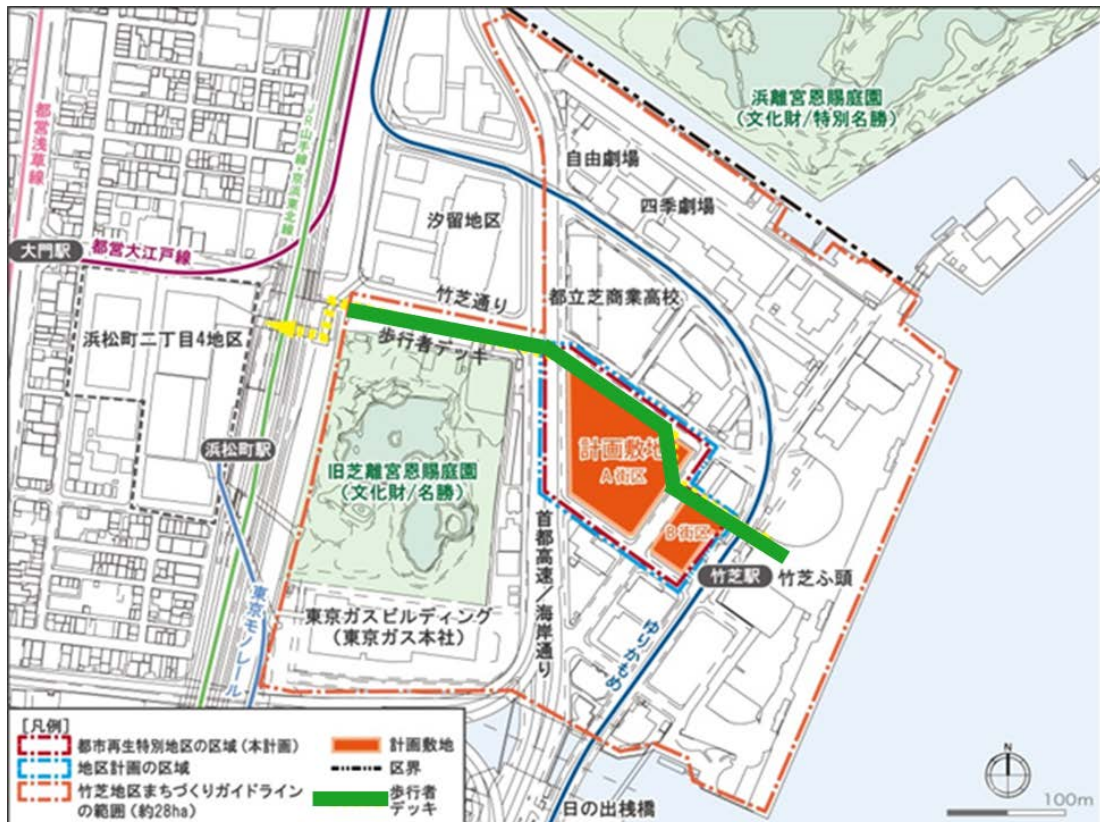 浜離宮恩賜庭園
(文化財/特別名勝)
自由劇場
四季劇場
都営浅草線
JR山手線・京浜東北線
汐留地区
大門駅
都営大江戸線
竹芝通り
都立芝商業高校
浜松町二丁目4地区
歩行者デッキ
浜松町駅
計画敷地
A街区
旧芝離宮恩賜庭園
(文化財/名勝)
B街区
首都高速/海岸通り
竹芝駅
竹芝ふ頭
東京モノレール
東京ガスビルディング
(東京ガス本社)
ゆりかもめ
[凡例]
都市再生特別地区の区域(本計画)
地区計画の区域
竹芝地区まちづくりガイドライン
の範囲(約28ha)
計画敷地
区界
歩行者
デッキ
日の出桟橋
N
100m